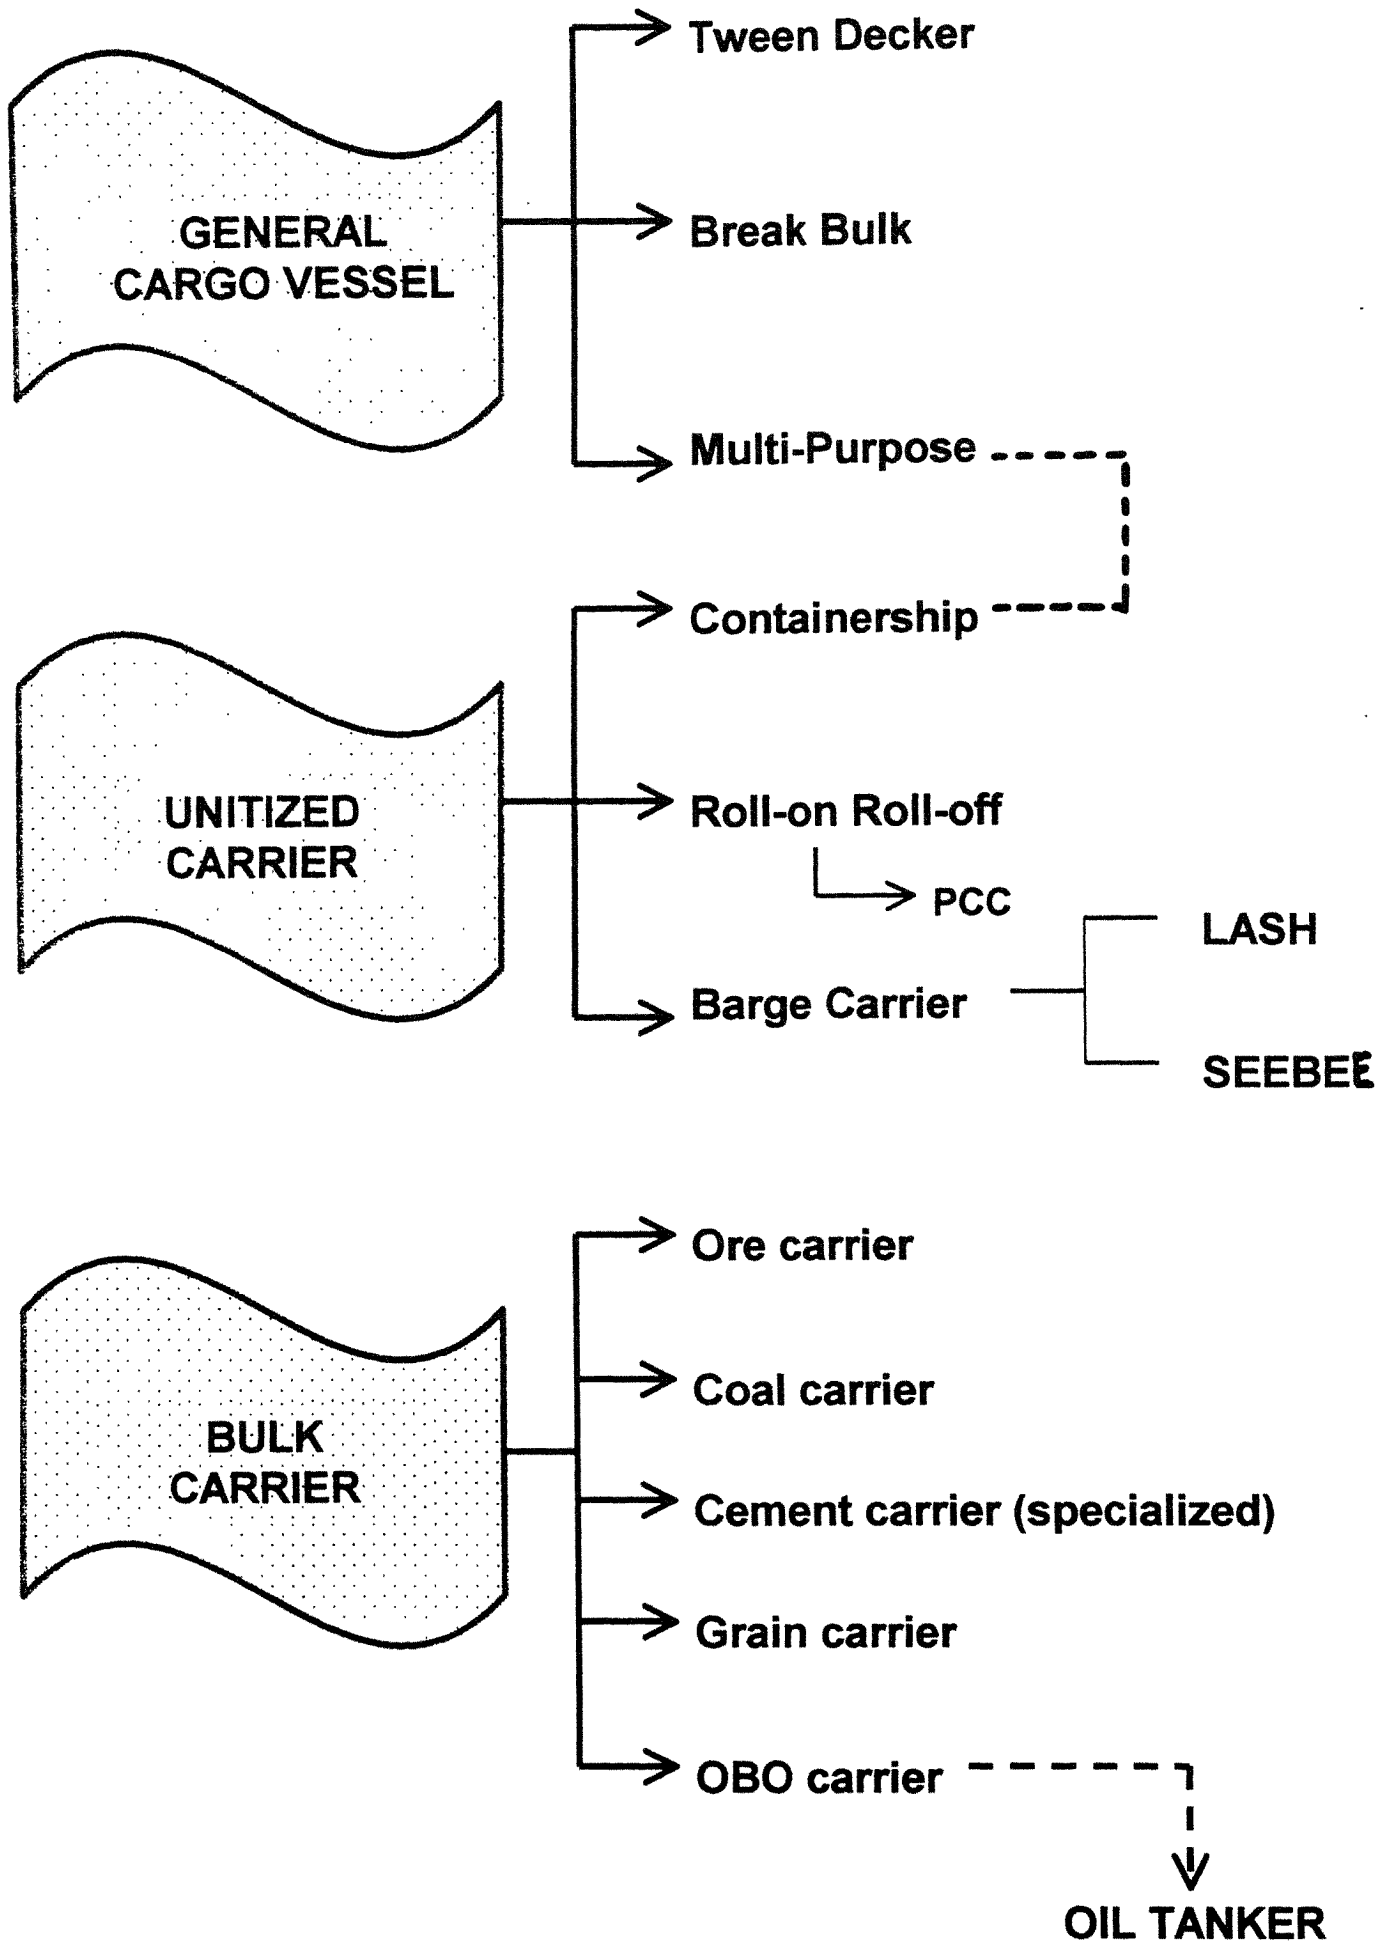 Tween Decker
GENERAL
CARGO VESSEL
Break Bulk
Multi-Purpose
Containership
UNITIZED
CARRIER
Roll-on Roll-off
PCC
Barge Carrier
LASH
SEEBEE
Ore carrier
Coal carrier
BULK
CARRIER
Cement carrier (specialized)
Grain carrier
OBO carrier
OIL TANKER